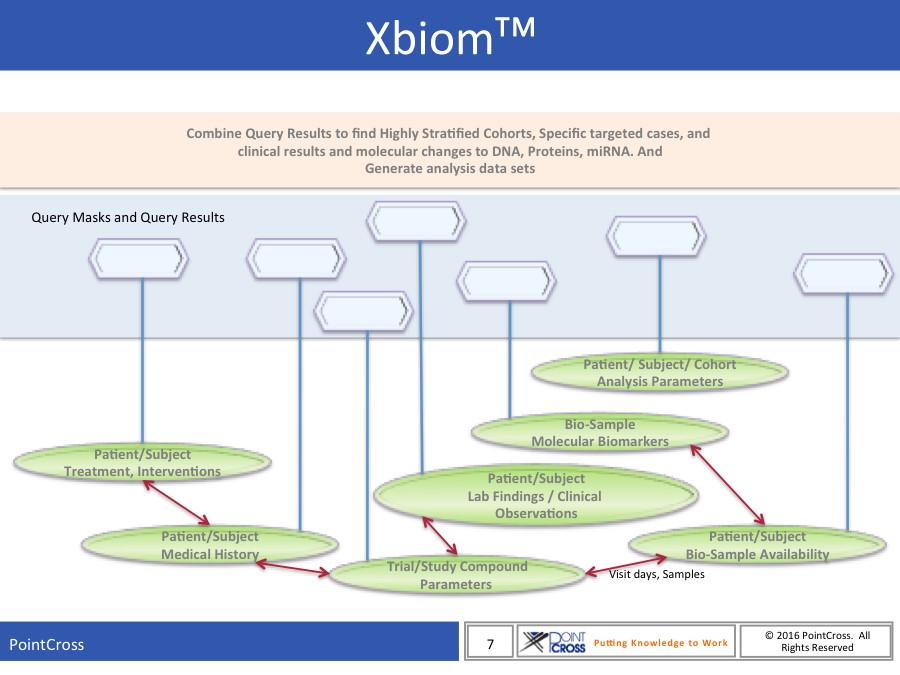 Xbiom™
Combine Query Results to find Highly Stratified Cohorts, Specific targeted cases, and
clinical results and molecular changes to DNA, Proteins, miRNA. And
Generate analysis data sets
Query Masks and Query Results
Patient/ Subject/ Cohort
Analysis Parameters
Bio-Sample
Molecular Biomarkers
Patient/Subject
Treatment, Interventions
Patient/Subject
Lab Findings / Clinical
Observations
Patient/Subject
Medical History
Patient/Subject
Bio-Sample Availability
Trial/Study Compound
Parameters
Visit days, Samples
PointCross
7
POINT
CROSS
Putting Knowledge to Work
© 2016 PointCross. All
Rights Reserved